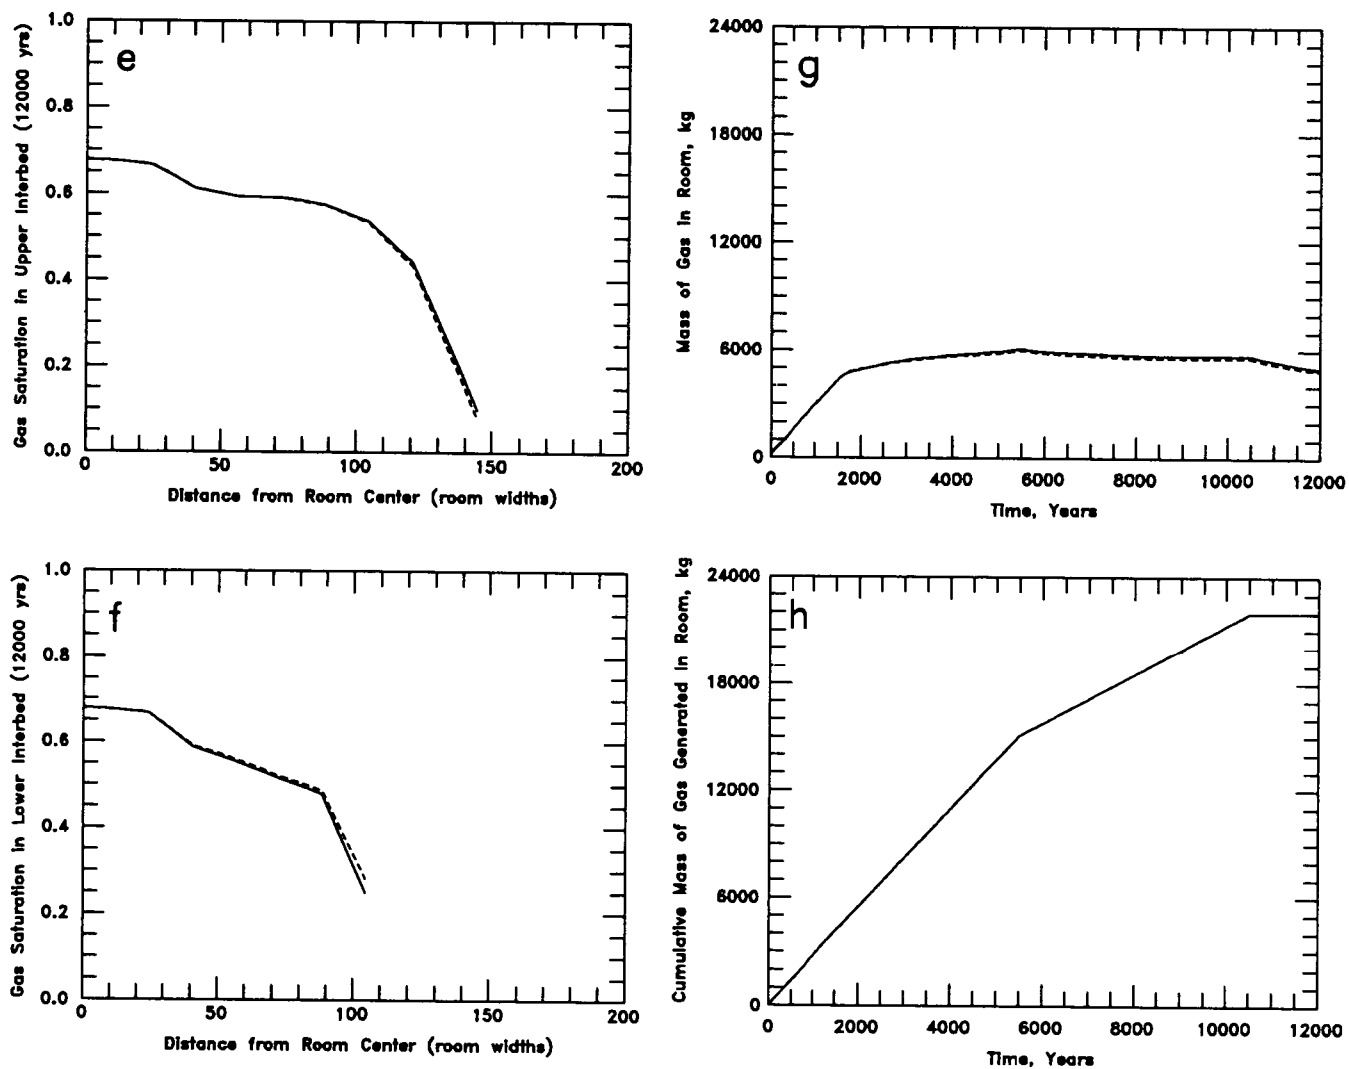 e
Gas Saturation in Upper Interbed (12000 yrs)
1.0
0.8
0.6
0.4
0.2
0.0
0 50 100 150 200
Distance from Room Center (room widths)
g
Mass of Gas in Room, kg
24000
18000
12000
6000
0
0 2000 4000 6000 8000 10000 12000
Time, Years
f
Gas Saturation in Lower Interbed (12000 yrs)
1.0
0.8
0.6
0.4
0.2
0.0
0 50 100 150 200
Distance from Room Center (room widths)
h
Cumulative Mass of Gas Generated in Room, kg
24000
18000
12000
6000
0
0 2000 4000 6000 8000 10000 12000
Time, Years